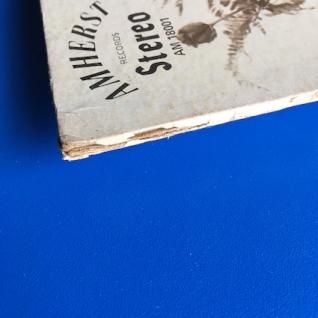 AMHERST
RECORDS
Stereo
AM 18001